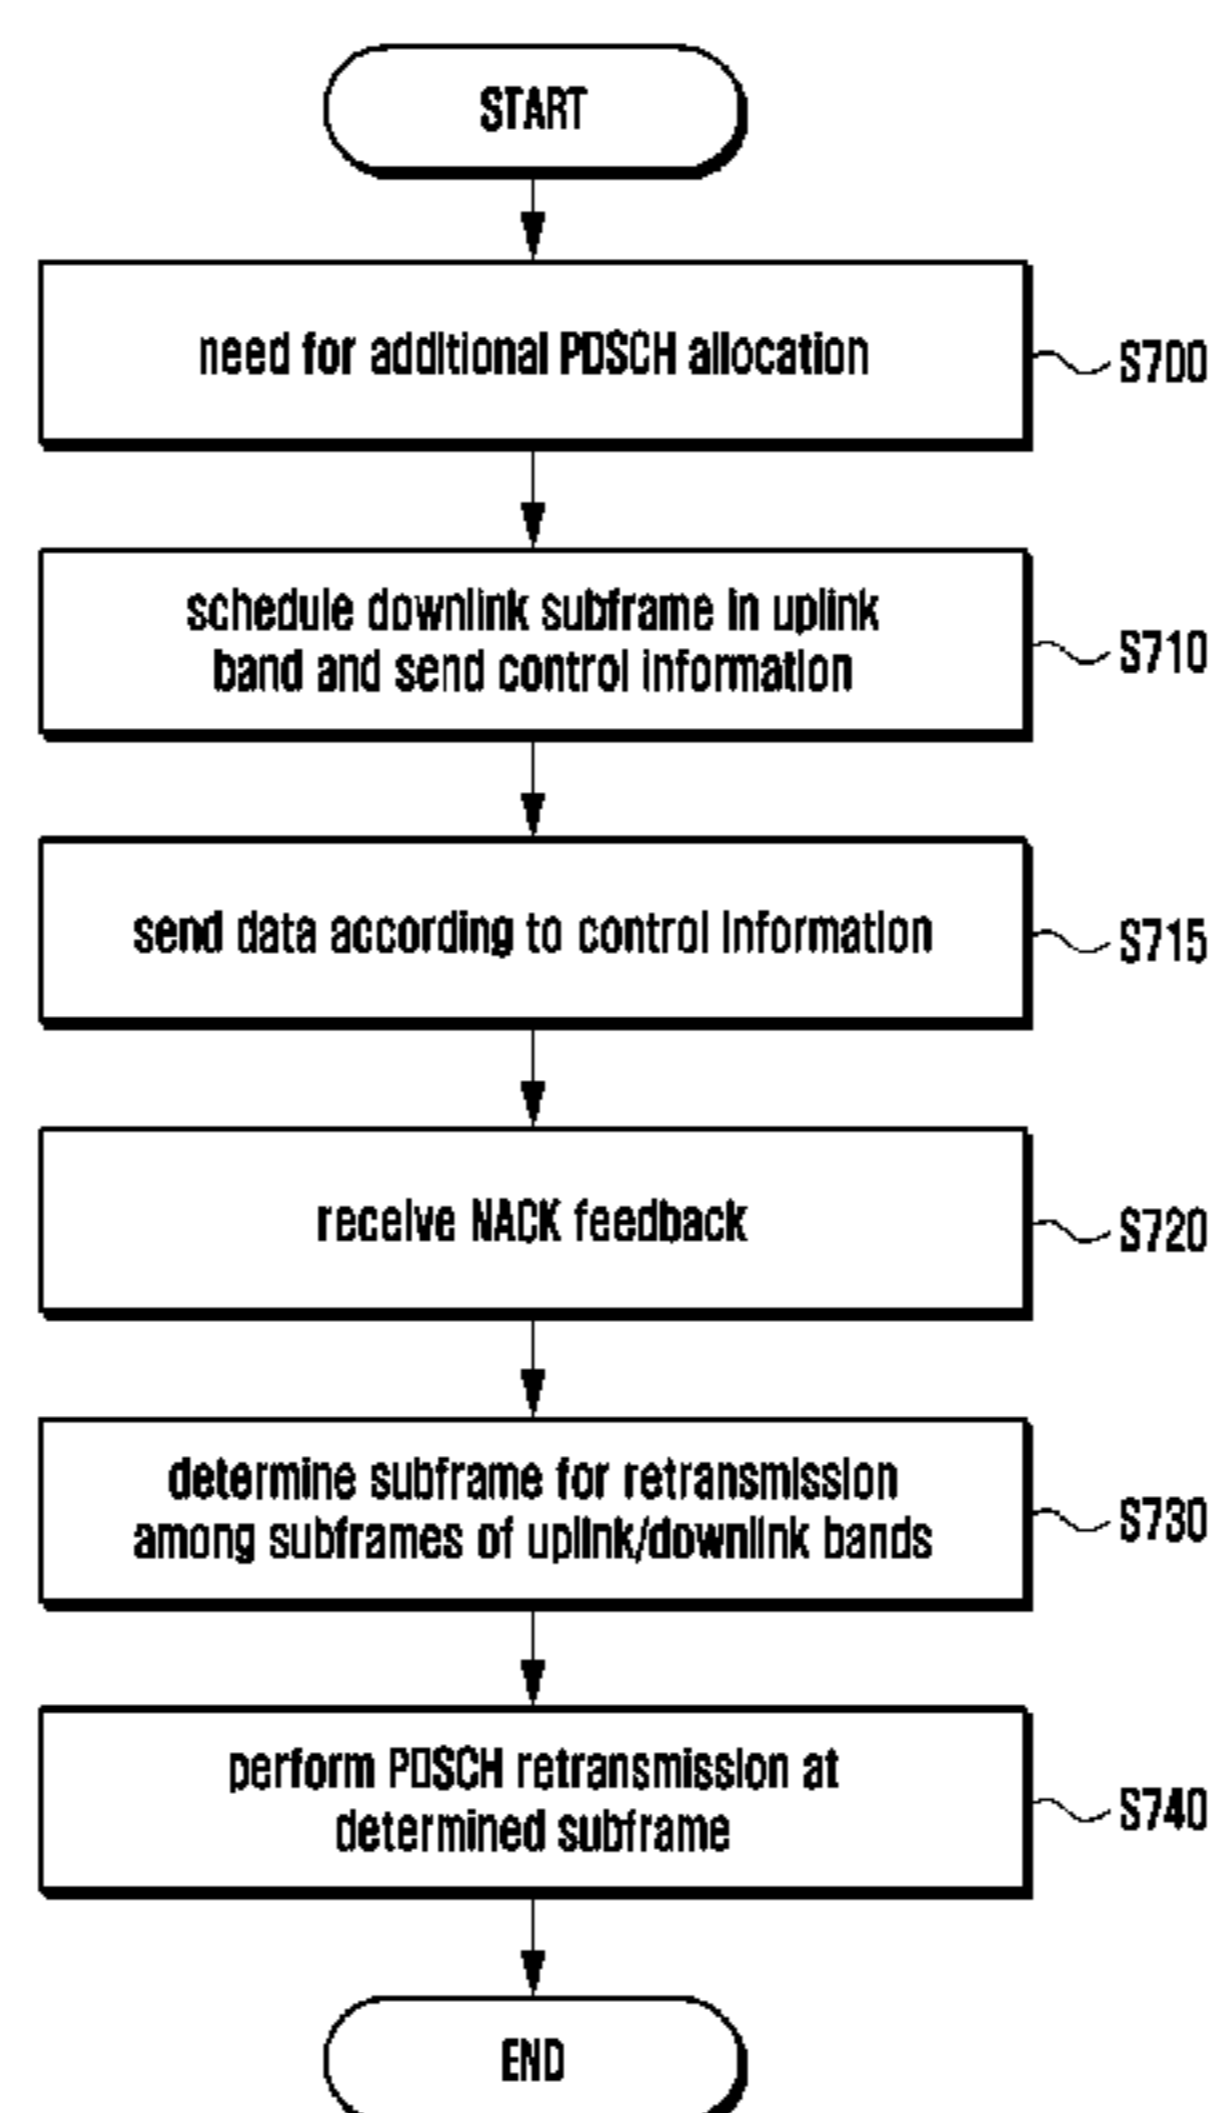 START
need for additional PDSCH allocation
S700
schedule downlink subframe in uplink
band and send control information
S710
send data according to control information
S715
receive NACK feedback
S720
determine subframe for retransmission
among subframes of uplink/downlink bands
S730
perform PDSCH retransmission at
determined subframe
S740
END